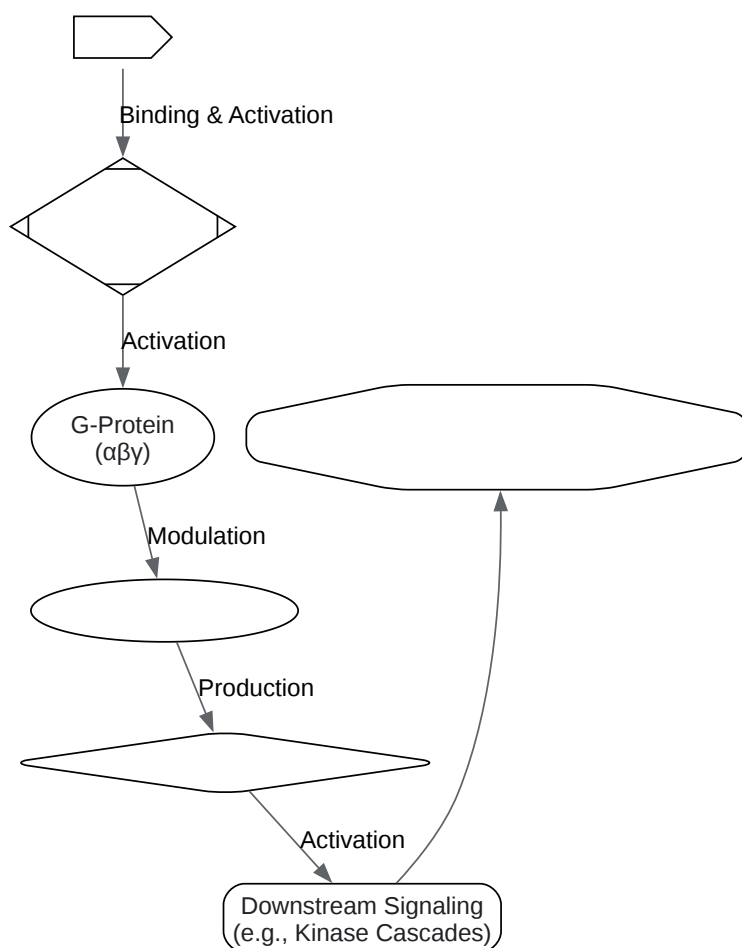 Binding & Activation
Activation
G-Protein
(αβγ)
Modulation
Production
Activation
Downstream Signaling
(e.g., Kinase Cascades)